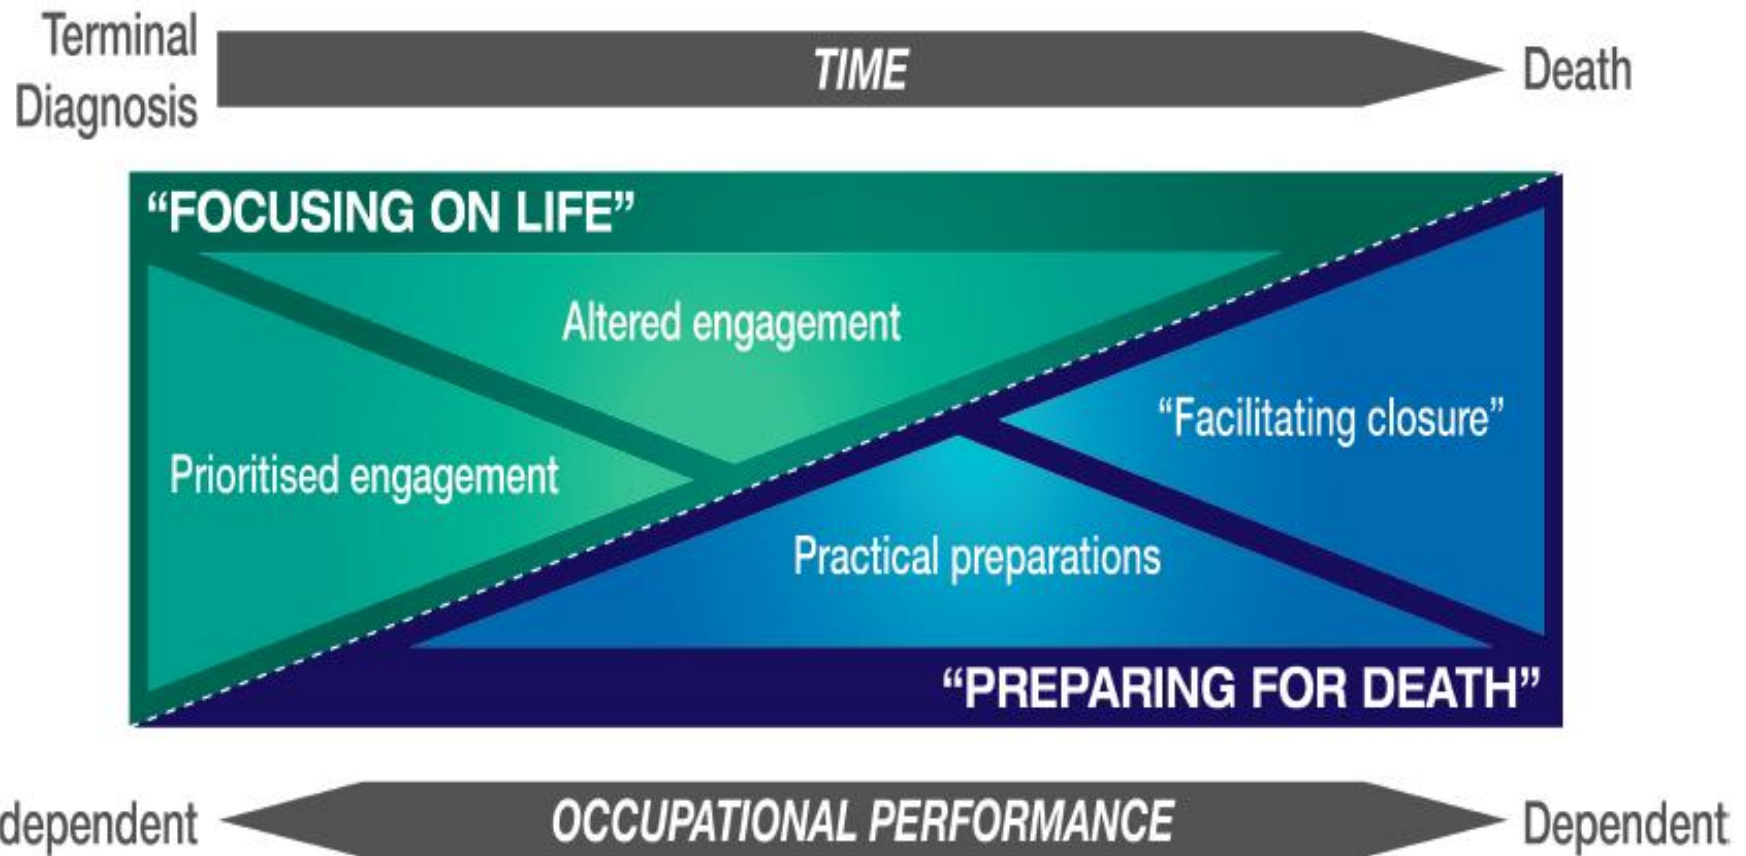 Terminal
Diagnosis
TIME
Death
“FOCUSING ON LIFE”
Altered engagement
“Facilitating closure”
Prioritised engagement
Practical preparations
“PREPARING FOR DEATH”
dependent
OCCUPATIONAL PERFORMANCE
Dependent